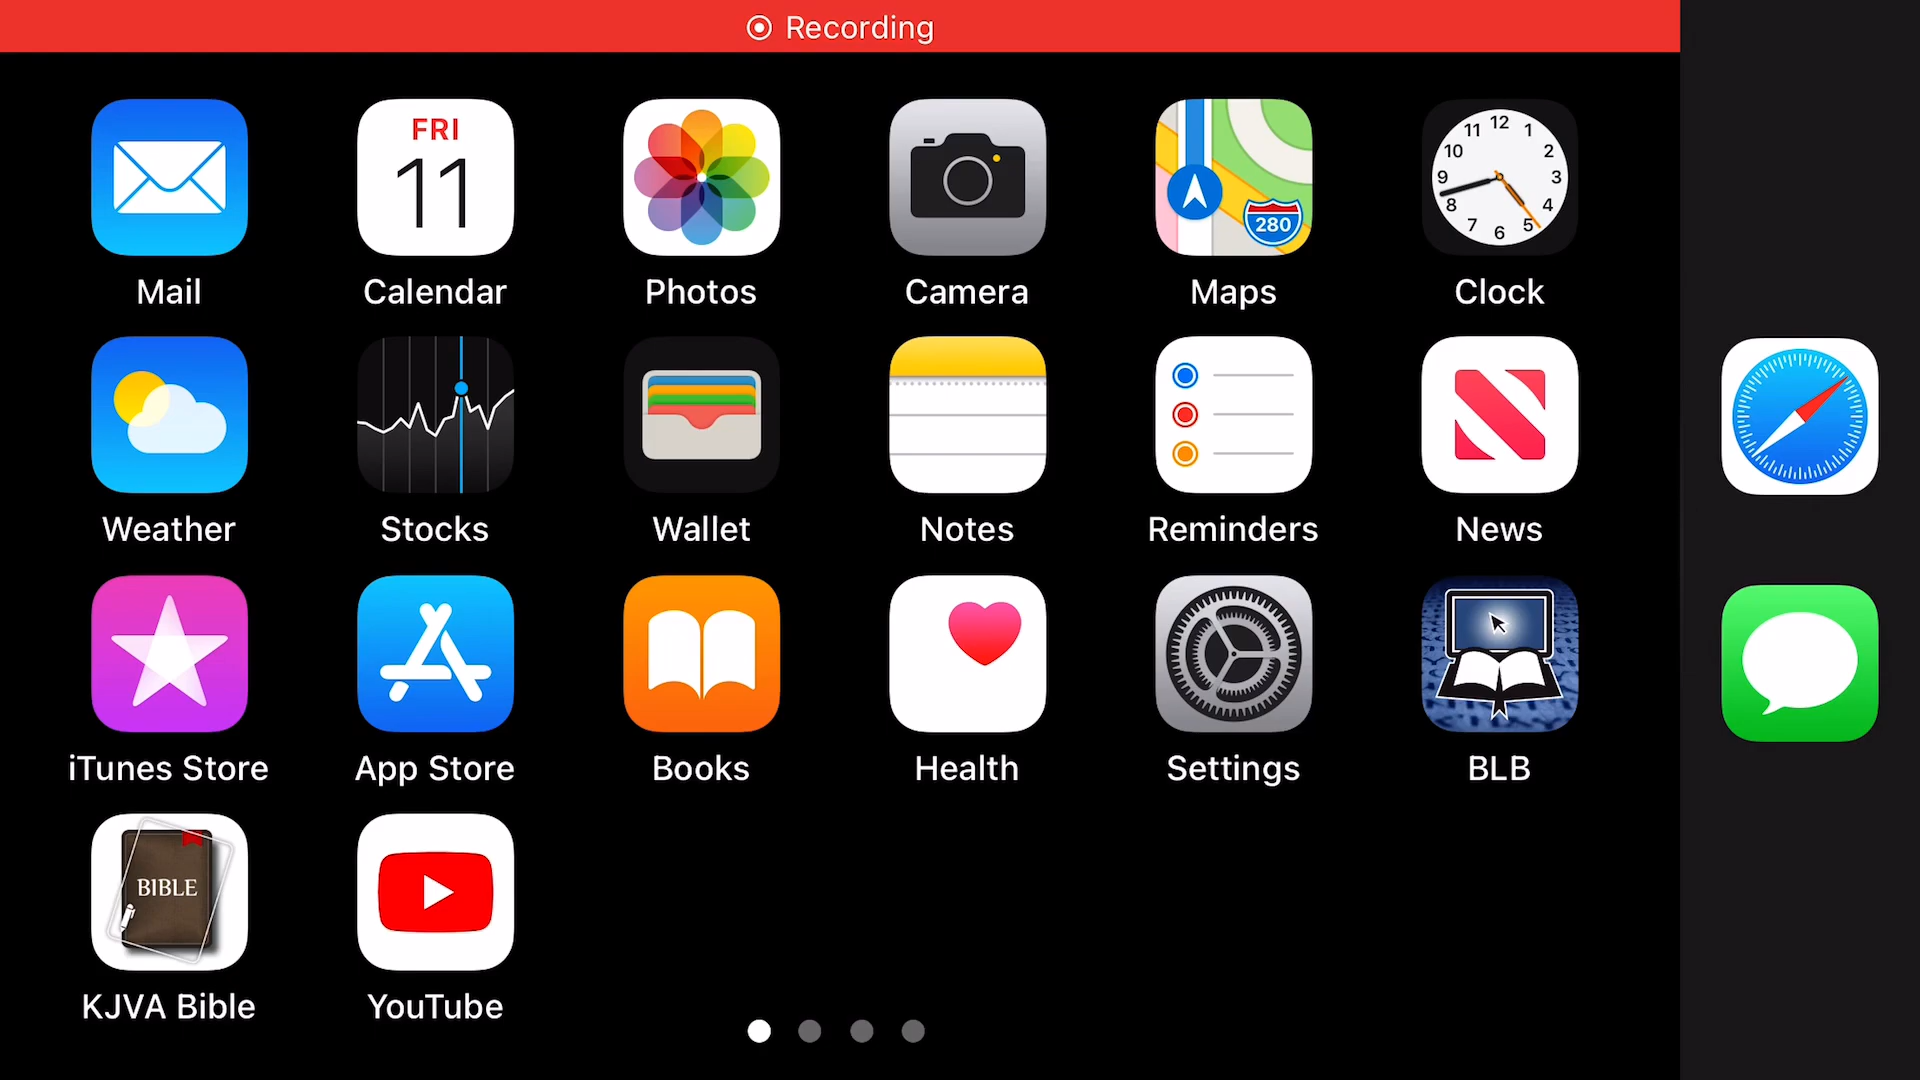 Recording
FRI
11
280
12
1
2
3
4
5
6
7
8
9
10
11
Mail
Calendar
Photos
Camera
Maps
Clock
Weather
Stocks
Wallet
Notes
Reminders
News
iTunes Store
App Store
Books
Health
Settings
BLB
BIBLE
KJVA Bible
YouTube